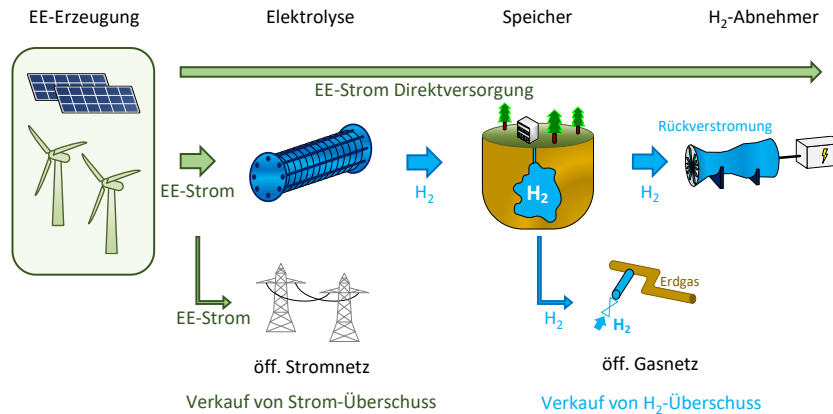 EE-Erzeugung
Elektrolyse
Speicher
H₂-Abnehmer
EE-Strom Direktversorgung
Rückverstromung
EE-Strom
H₂
H₂
H₂
Erdgas
EE-Strom
H₂
H₂
öff. Stromnetz
öff. Gasnetz
Verkauf von Strom-Überschuss
Verkauf von H₂-Überschuss